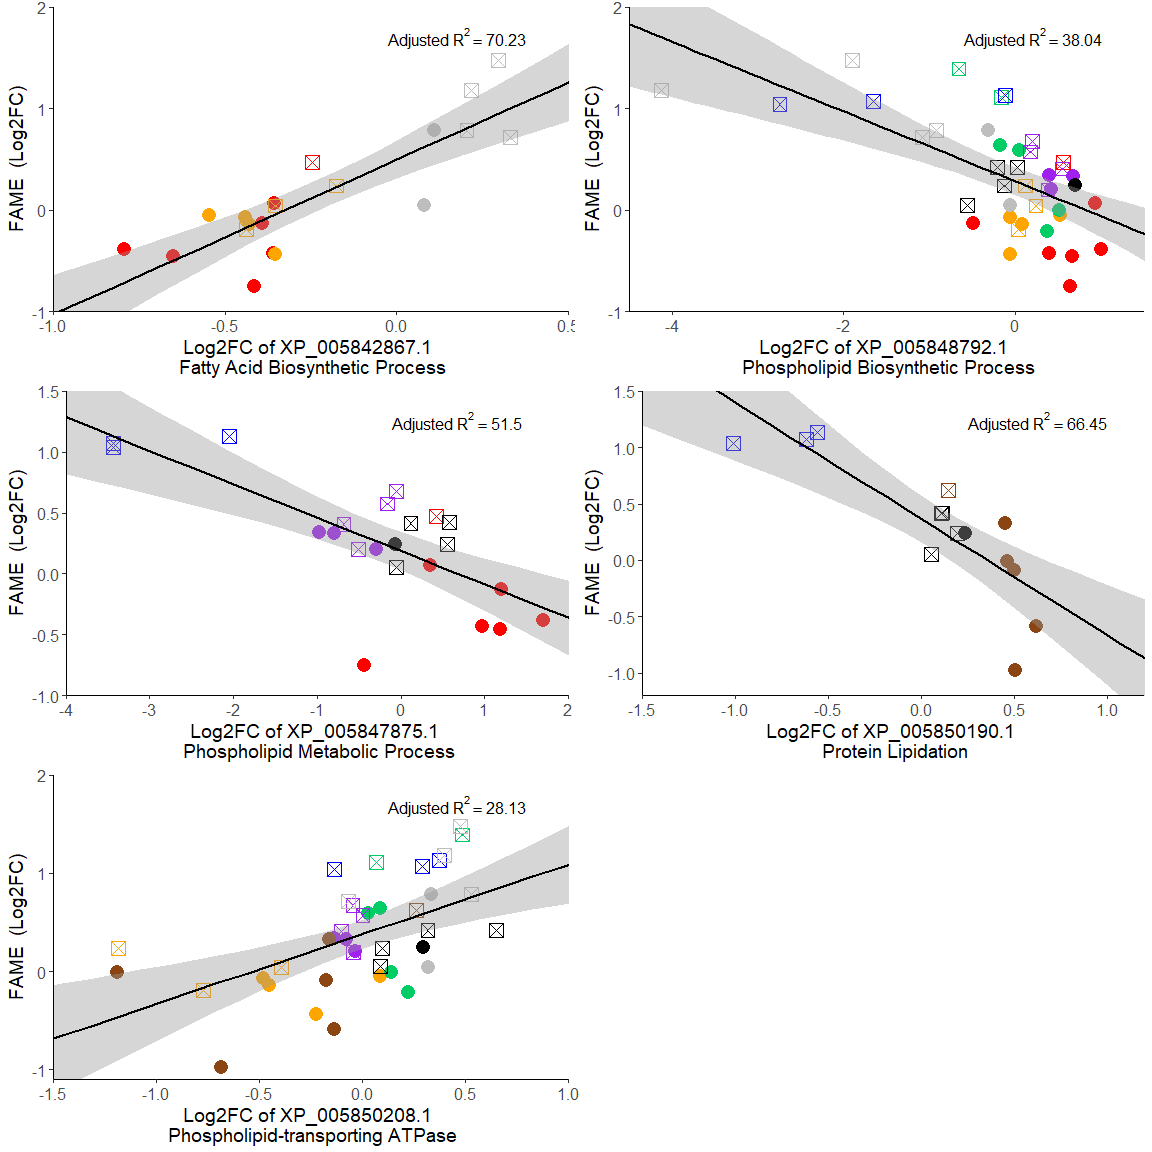 2
Adjusted R² = 70.23
1
0
-1
FAME (Log2FC)
-1.0
-0.5
0.0
0.5
Log2FC of XP_005842867.1
Fatty Acid Biosynthetic Process
2
Adjusted R² = 38.04
1
0
-1
FAME (Log2FC)
-4
-2
0
Log2FC of XP_005848792.1
Phospholipid Biosynthetic Process
1.5
Adjusted R² = 51.5
1.0
0.5
0.0
-0.5
-1.0
FAME (Log2FC)
-4
-3
-2
-1
0
1
2
Log2FC of XP_005847875.1
Phospholipid Metabolic Process
1.5
Adjusted R² = 66.45
1.0
0.5
0.0
-0.5
-1.0
FAME (Log2FC)
-1.5
-1.0
-0.5
0.0
0.5
1.0
Log2FC of XP_005850190.1
Protein Lipidation
2
Adjusted R² = 28.13
1
0
-1
FAME (Log2FC)
-1.5
-1.0
-0.5
0.0
0.5
1.0
Log2FC of XP_005850208.1
Phospholipid-transporting ATPase